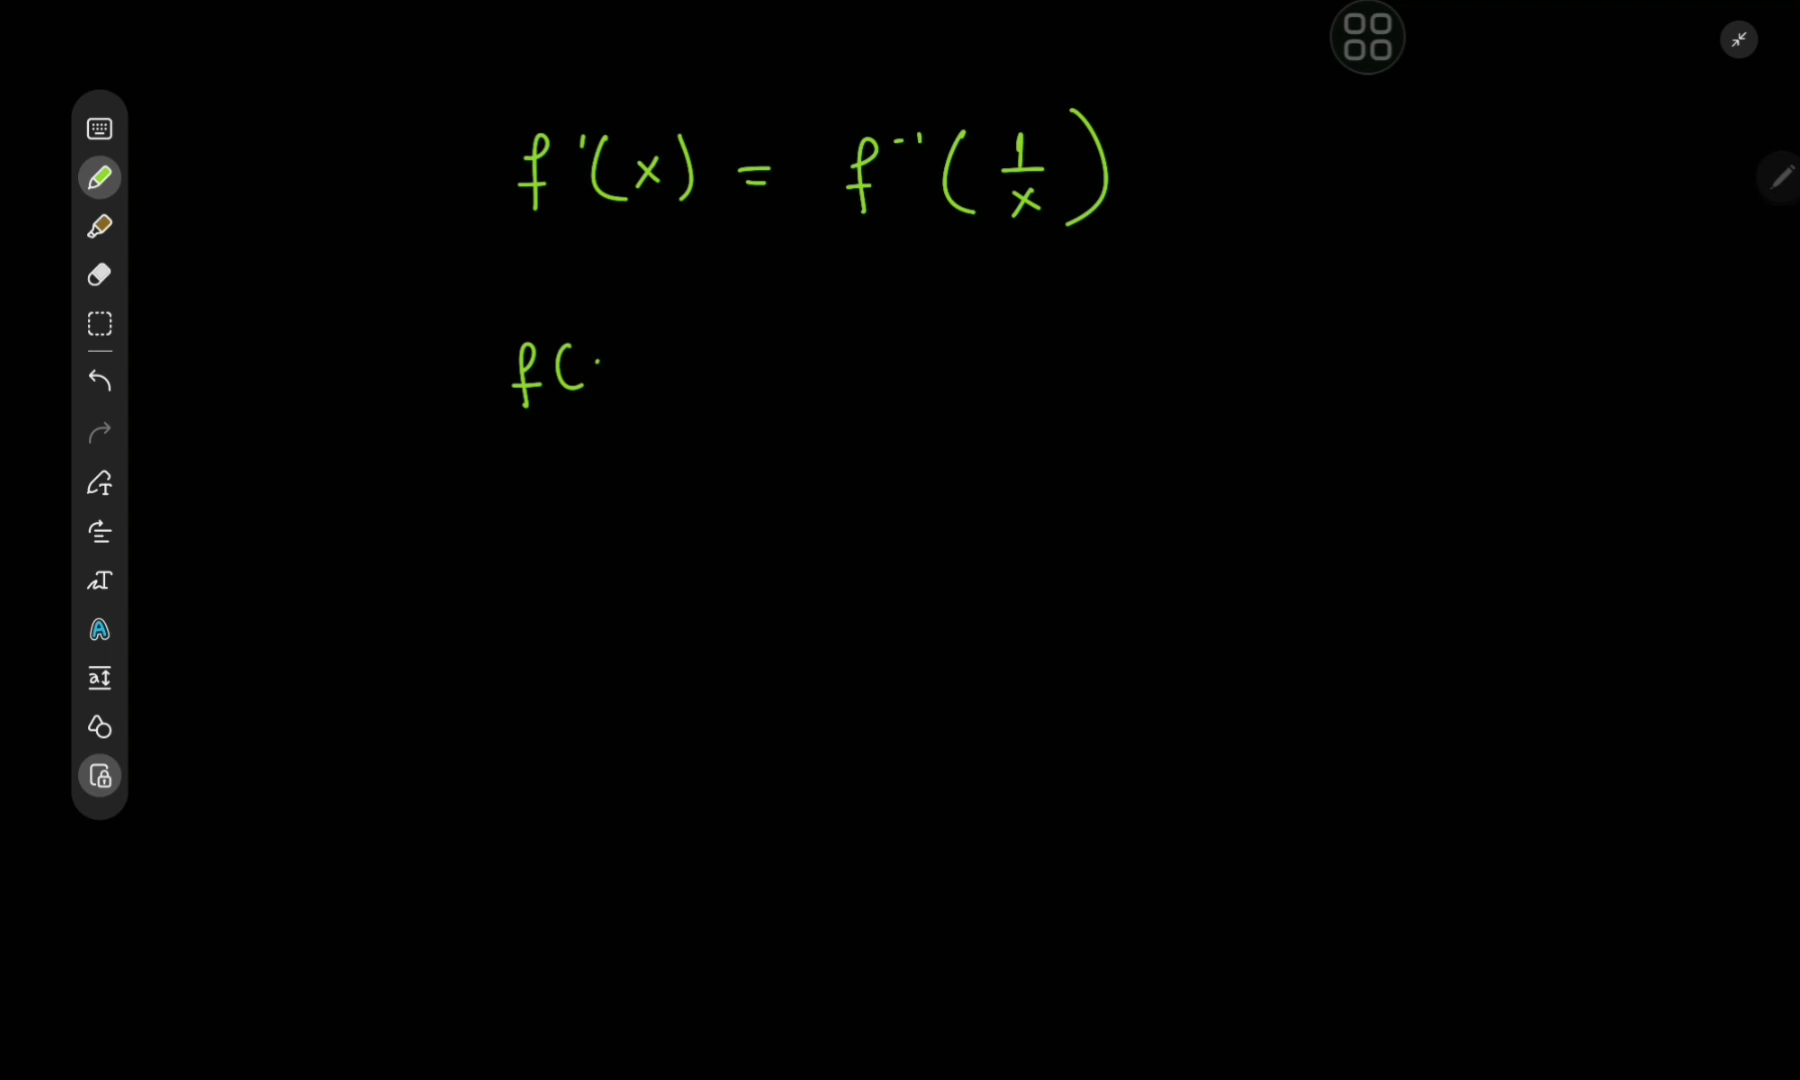 f'(x) = f⁻¹(1/x)
f(